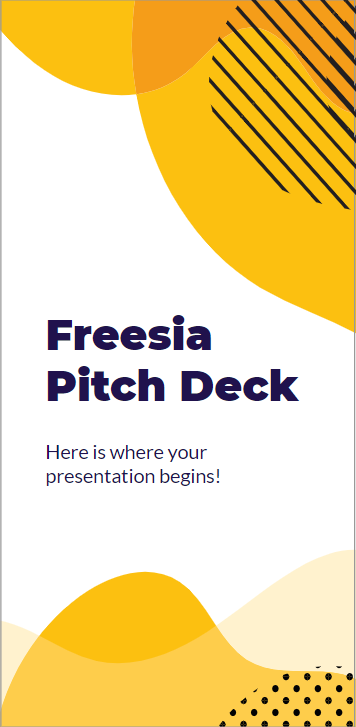 Freesia
Pitch Deck
Here is where your
presentation begins!